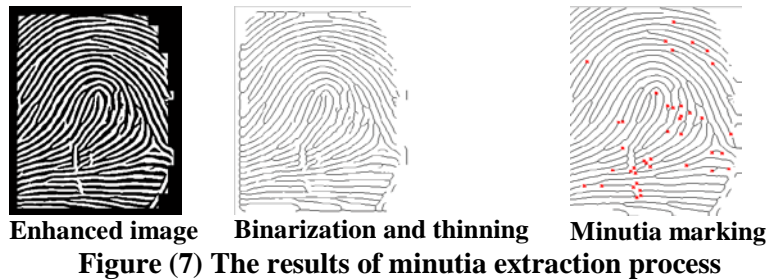 Enhanced image Binarization and thinning Minutia marking
Figure (7) The results of minutia extraction process